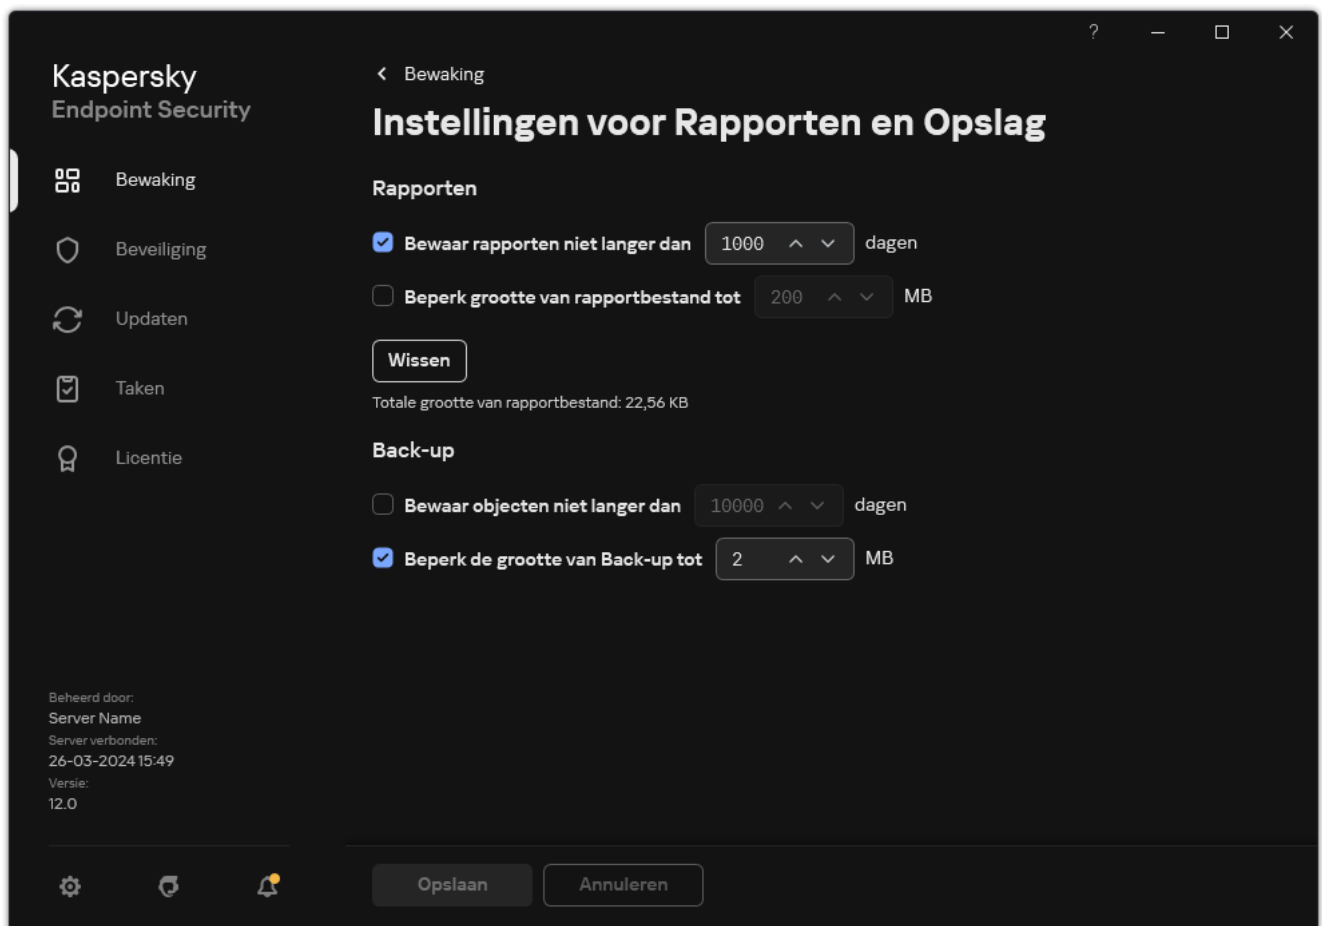 ?
Kaspersky
Endpoint Security
Bewaking
Beveiliging
Updaten
Taken
Licentie
Beheerd door:
Server Name
Server verbonden:
26-03-2024 15:49
Versie:
12.0
Bewaking
Instellingen voor Rapporten en Opslag
Rapporten
Bewaar rapporten niet langer dan 1000 dagen
Beperk grootte van rapportbestand tot 200 MB
Wissen
Totale grootte van rapportbestand: 22,56 KB
Back-up
Bewaar objecten niet langer dan 10000 dagen
Beperk de grootte van Back-up tot 2 MB
Opslaan Annuleren